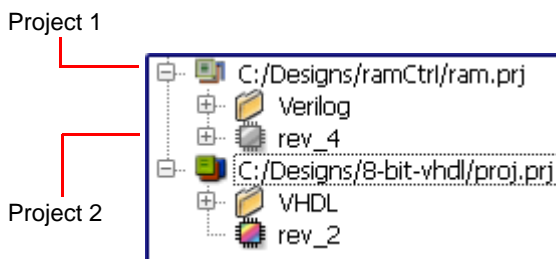 Project 1
C:/Designs/ramCtrl/ram.prj
Verilog
rev_4
C:/Designs/8-bit-vhdl/proj.prj
VHDL
Project 2
rev_2